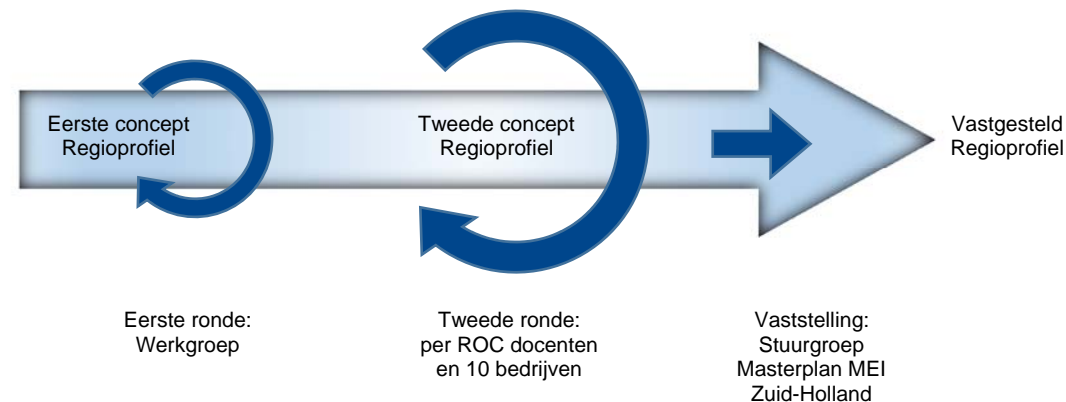 Eerste concept
Regioprofiel
Tweede concept
Regioprofiel
Vastgesteld
Regioprofiel
Eerste ronde:
Werkgroep
Tweede ronde:
per ROC docenten
en 10 bedrijven
Vaststelling:
Stuurgroep
Masterplan MEI
Zuid-Holland